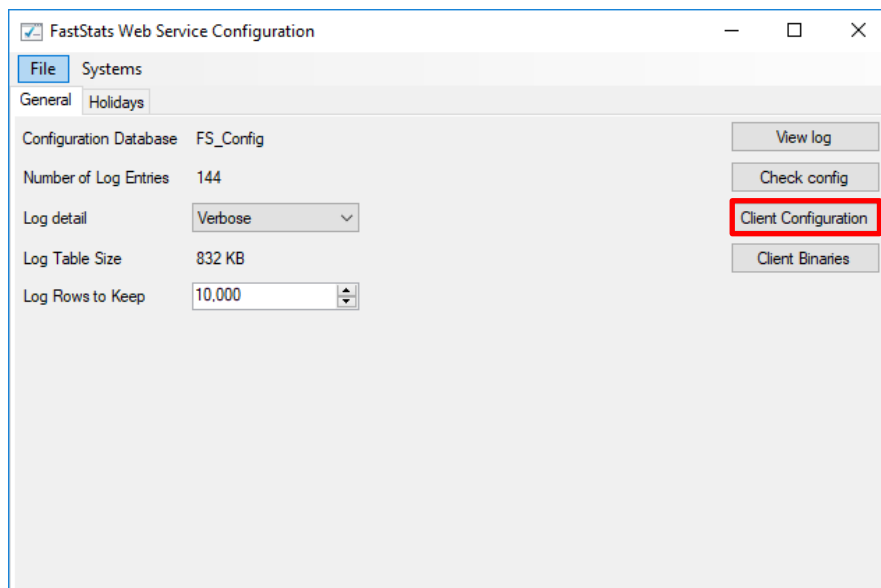 FastStats Web Service Configuration
File Systems
General Holidays
Configuration Database FS_Config View log
Number of Log Entries 144 Check config
Log detail Verbose Client Configuration
Log Table Size 832 KB Client Binaries
Log Rows to Keep 10,000